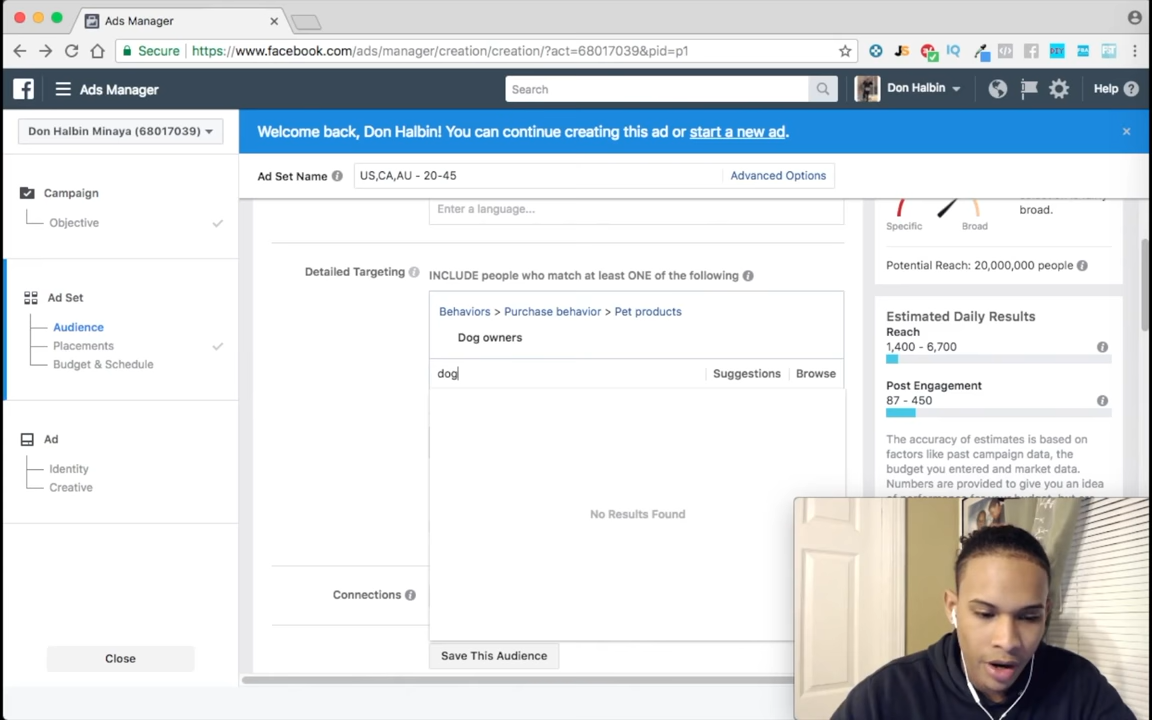 Ads Manager
Secure
https://www.facebook.com/ads/manager/creation/creation/?act=68017039&pid=p1
JS
IQ
DIY
Ads Manager
Search
Don Halbin
Help
Don Halbin Minaya (68017039)
Welcome back, Don Halbin! You can continue creating this ad or start a new ad.
Ad Set Name
US,CA,AU - 20-45
Advanced Options
Campaign
Objective
Ad Set
Audience
Placements
Budget & Schedule
Ad
Identity
Creative
Close
Enter a language...
Detailed Targeting
INCLUDE people who match at least ONE of the following
Behaviors > Purchase behavior > Pet products
Dog owners
dog
Suggestions
Browse
No Results Found
Connections
Save This Audience
broad.
Specific
Broad
Potential Reach: 20,000,000 people
Estimated Daily Results
Reach
1,400 - 6,700
Post Engagement
87 - 450
The accuracy of estimates is based on
factors like past campaign data, the
budget you entered and market data.
Numbers are provided to give you an idea